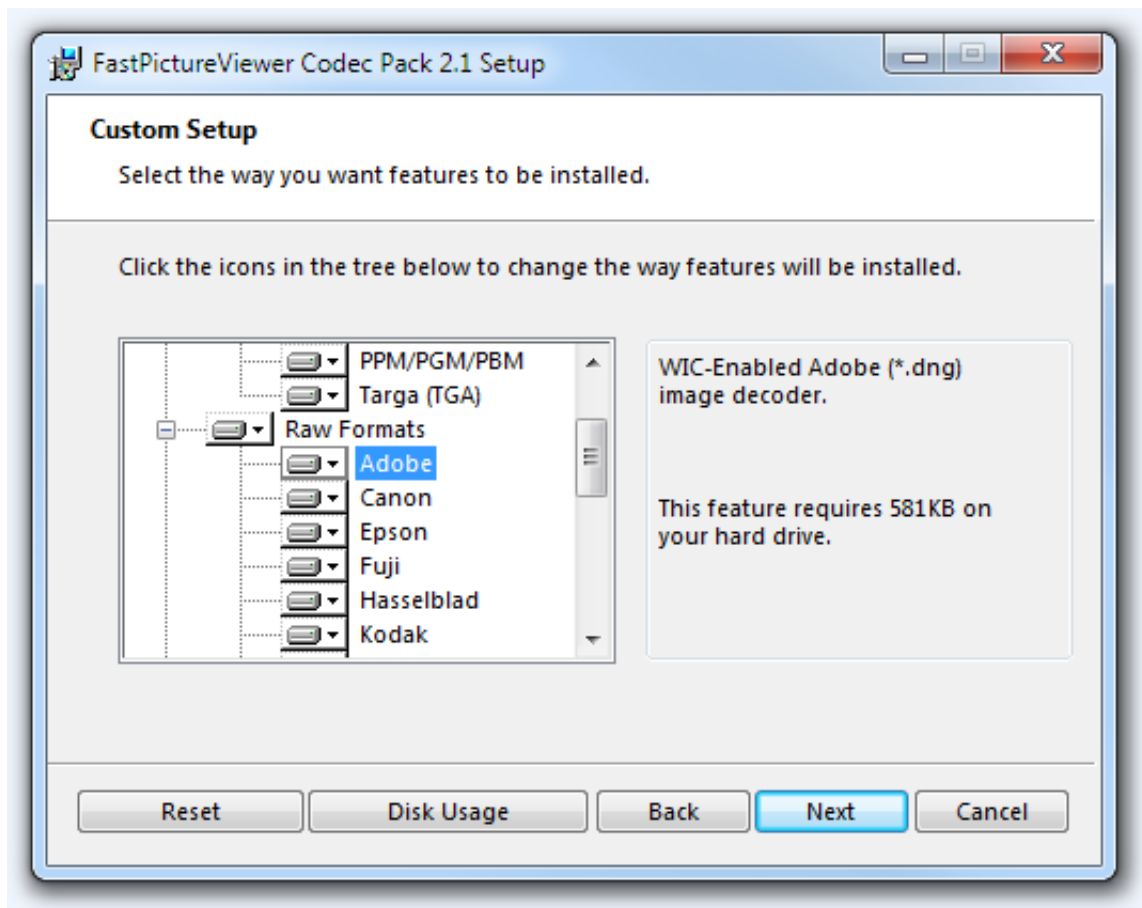 FastPictureViewer Codec Pack 2.1 Setup
Custom Setup
Select the way you want features to be installed.
Click the icons in the tree below to change the way features will be installed.
PPM/PGM/PBM
Targa (TGA)
Raw Formats
Adobe
Canon
Epson
Fuji
Hasselblad
Kodak
WIC-Enabled Adobe (*.dng)
image decoder.
This feature requires 581KB on
your hard drive.
Reset
Disk Usage
Back
Next
Cancel